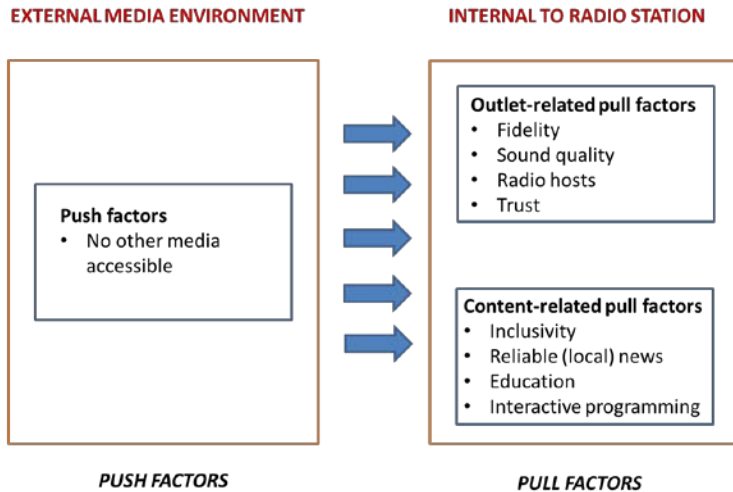 EXTERNAL MEDIA ENVIRONMENT
Push factors
• No other media
accessible
PUSH FACTORS
INTERNAL TO RADIO STATION
Outlet-related pull factors
• Fidelity
• Sound quality
• Radio hosts
• Trust
Content-related pull factors
• Inclusivity
• Reliable (local) news
• Education
• Interactive programming
PULL FACTORS